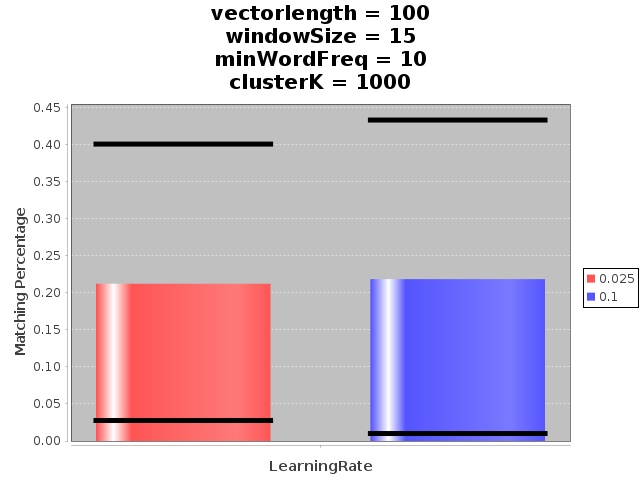 vectorlength = 100
windowSize = 15
minWordFreq = 10
clusterK = 1000
Matching Percentage
0.45
0.40
0.35
0.30
0.25
0.20
0.15
0.10
0.05
0.00
LearningRate
0.025
0.1